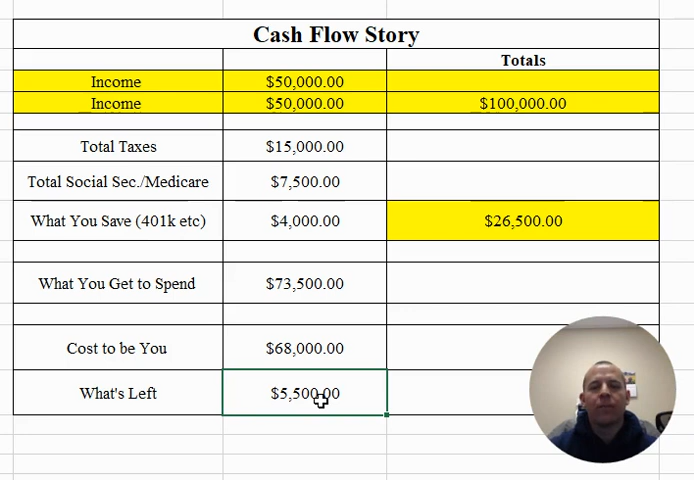 Cash Flow Story
Totals
Income $50,000.00
Income $50,000.00 $100,000.00
Total Taxes $15,000.00
Total Social Sec./Medicare $7,500.00
What You Save (401k etc) $4,000.00 $26,500.00
What You Get to Spend $73,500.00
Cost to be You $68,000.00
What's Left $5,500.00